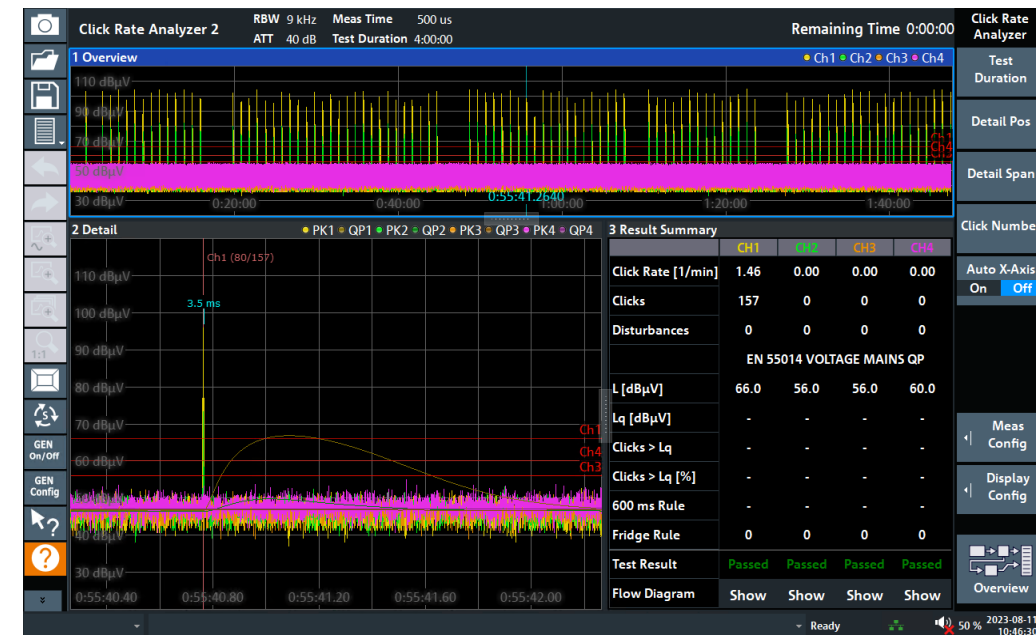 Click Rate Analyzer 2
RBW 9 kHz Meas Time 500 us
ATT 40 dB Test Duration 4:00:00
Remaining Time 0:00:00
Click Rate Analyzer
1 Overview
Ch1 Ch2 Ch3 Ch4
110 dBµV
90 dBµV
70 dBµV
50 dBµV
30 dBµV
Ch1
Ch4
Ch3
0:20:00 0:40:00 0:55:41.2640 1:00:00 1:20:00 1:40:00
2 Detail
PK1 QP1 PK2 QP2 PK3 QP3 PK4 QP4
Ch1 (80/157)
3.5 ms
110 dBµV
100 dBµV
90 dBµV
80 dBµV
70 dBµV
60 dBµV
40 dBµV
30 dBµV
Ch1
Ch4
Ch3
0:55:40.40 0:55:40.80 0:55:41.20 0:55:41.60 0:55:42.00
3 Result Summary
CH1 CH2 CH3 CH4
Click Rate [1/min] 1.46 0.00 0.00 0.00
Clicks 157 0 0 0
Disturbances 0 0 0 0
EN 55014 VOLTAGE MAINS QP
L [dBµV] 66.0 56.0 56.0 60.0
Lq [dBµV] - - - -
Clicks > Lq - - - -
Clicks > Lq [%] - - - -
600 ms Rule - - - -
Fridge Rule 0 0 0 0
Test Result Passed Passed Passed Passed
Flow Diagram Show Show Show Show
Test Duration
Detail Pos
Detail Span
Click Numbe
Auto X-Axis
On Off
Meas Config
Display Config
Overview
1:1
GEN On/Off
GEN Config
Ready
50 %
2023-08-11
10:46:30